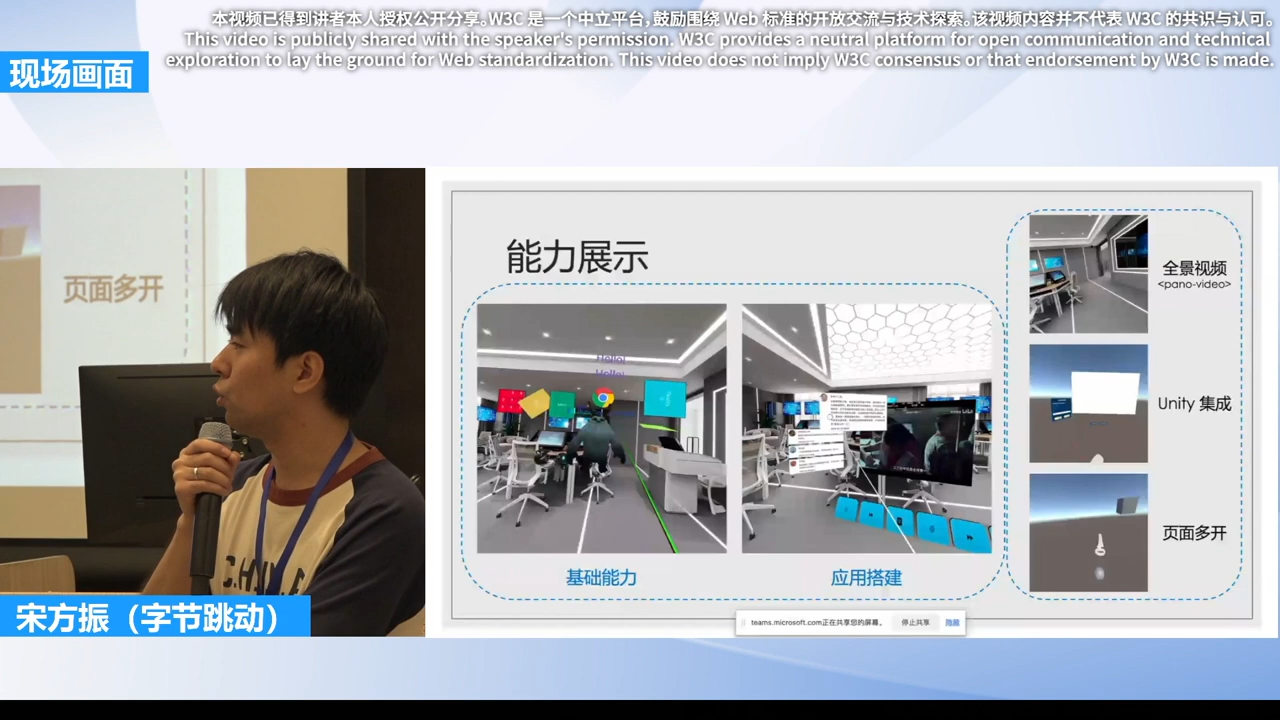 本视频已得到讲者本人授权公开分享。W3C 是一个中立平台，鼓励围绕 Web 标准的开放交流与技术探索。该视频内容并不代表 W3C 的共识与认可。
This video is publicly shared with the speaker's permission. W3C provides a neutral platform for open communication and technical
exploration to lay the ground for Web standardization. This video does not imply W3C consensus or that endorsement by W3C is made.
现场画面
页面多开
能力展示
Hello!
Hello!
基础能力
应用搭建
全景视频
<pano-video>
Unity 集成
页面多开
宋方振（字节跳动）
teams.microsoft.com正在共享您的屏幕。 停止共享 隐藏